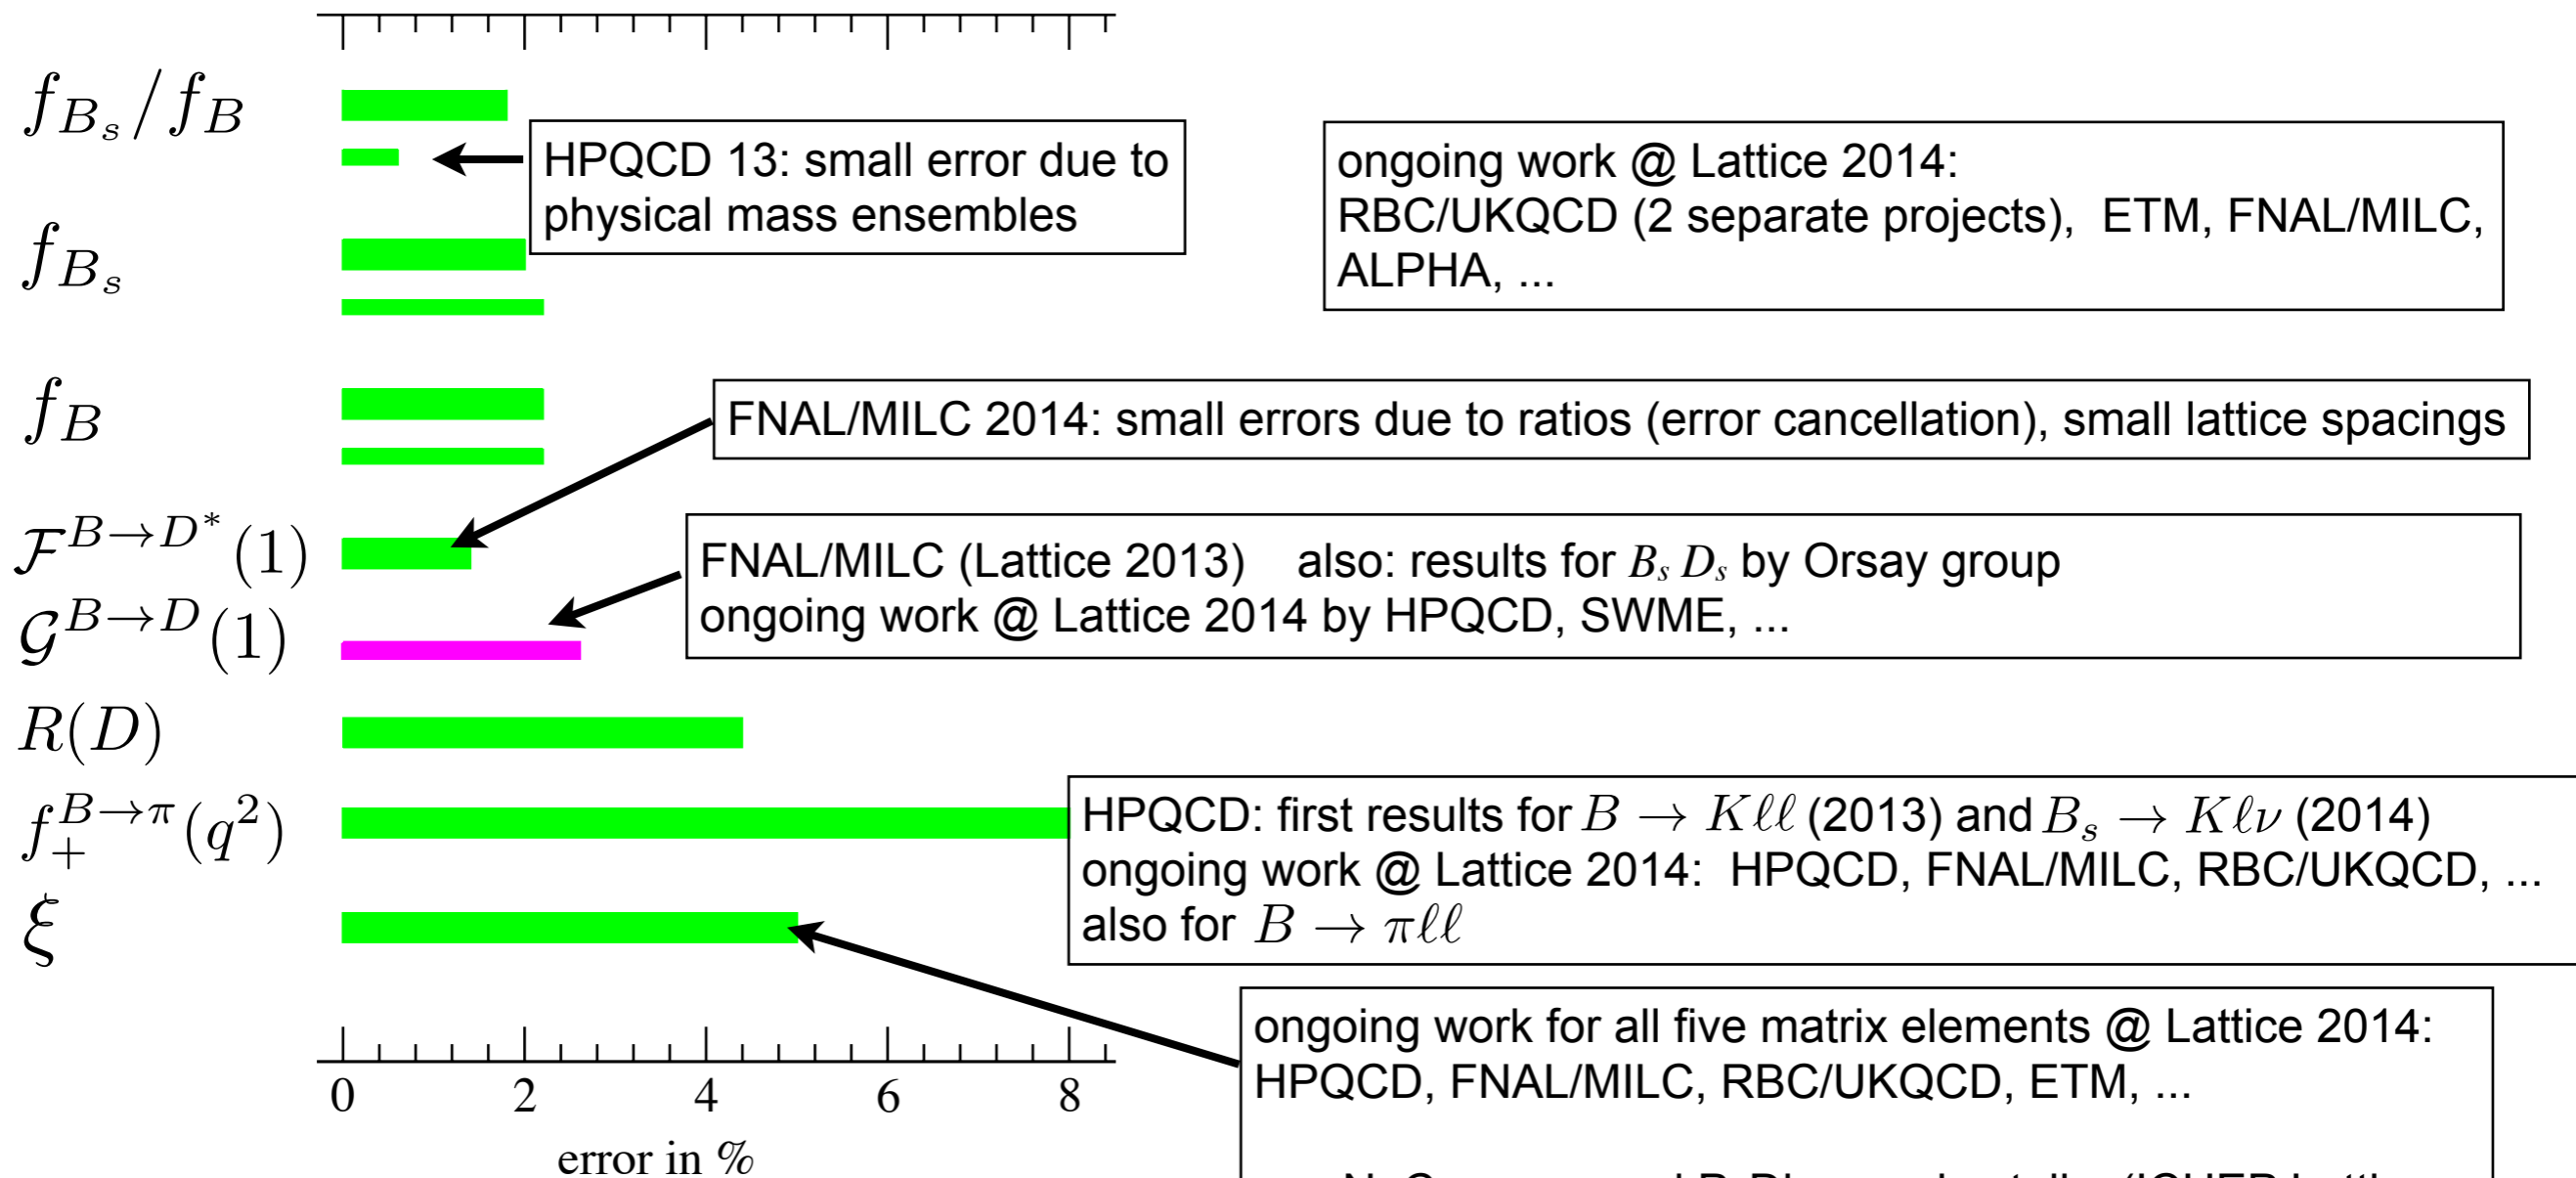 f_{B_s}/f_B
HPQCD 13: small error due to
physical mass ensembles
ongoing work @ Lattice 2014:
RBC/UKQCD (2 separate projects), ETM, FNAL/MILC,
ALPHA, ...
f_{B_s}
f_B
FNAL/MILC 2014: small errors due to ratios (error cancellation), small lattice spacings
\mathcal{F}^{B→D^*}(1)
FNAL/MILC (Lattice 2013) also: results for B_s D_s by Orsay group
ongoing work @ Lattice 2014 by HPQCD, SWME, ...
\mathcal{G}^{B→D}(1)
R(D)
f_+^{B→π}(q^2)
HPQCD: first results for B → Kℓℓ (2013) and B_s → Kℓν (2014)
ongoing work @ Lattice 2014: HPQCD, FNAL/MILC, RBC/UKQCD, ...
also for B → πℓℓ
ξ
ongoing work for all five matrix elements @ Lattice 2014:
HPQCD, FNAL/MILC, RBC/UKQCD, ETM, ...
0 2 4 6 8
error in %